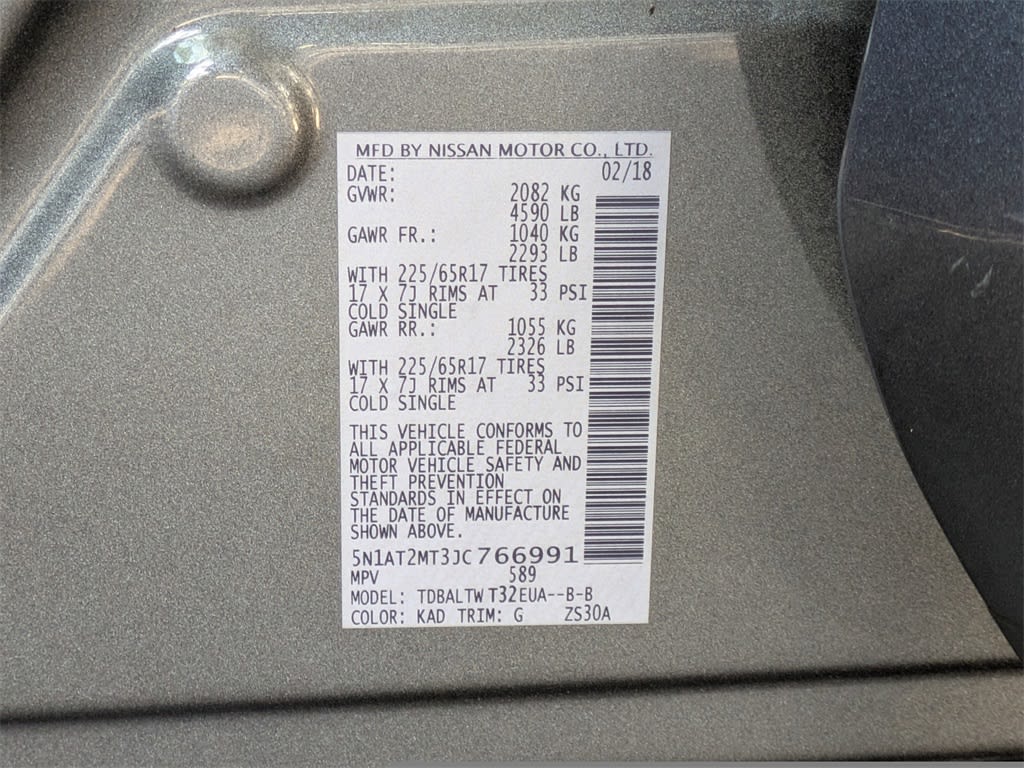 MFD BY NISSAN MOTOR CO., LTD.
DATE: 02/18
GVWR: 2082 KG
4590 LB
GAWR FR.: 1040 KG
2293 LB
WITH 225/65R17 TIRES
17 X 7J RIMS AT 33 PSI
COLD SINGLE
GAWR RR.: 1055 KG
2326 LB
WITH 225/65R17 TIRES
17 X 7J RIMS AT 33 PSI
COLD SINGLE
THIS VEHICLE CONFORMS TO
ALL APPLICABLE FEDERAL
MOTOR VEHICLE SAFETY AND
THEFT PREVENTION
STANDARDS IN EFFECT ON
THE DATE OF MANUFACTURE
SHOWN ABOVE.
5N1AT2MT3JC766991
MPV 589
MODEL: TDBALTW T32EUA--B-B
COLOR: KAD TRIM: G ZS30A